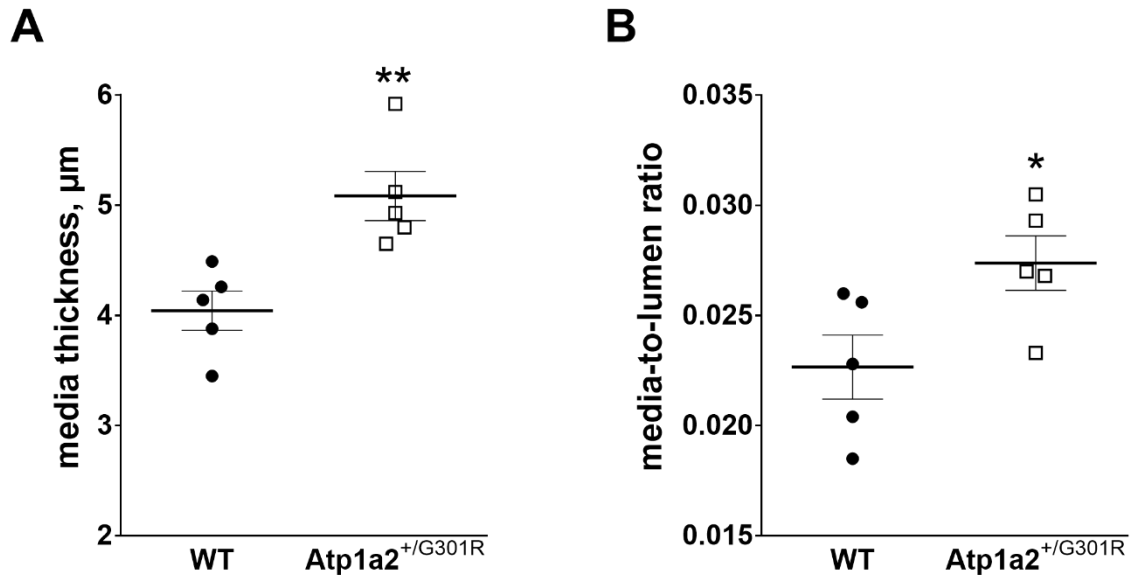 A
**
media thickness, µm
6
5
4
3
2
WT
Atp1a2+/G301R
B
*
media-to-lumen ratio
0.035
0.030
0.025
0.020
0.015
WT
Atp1a2+/G301R